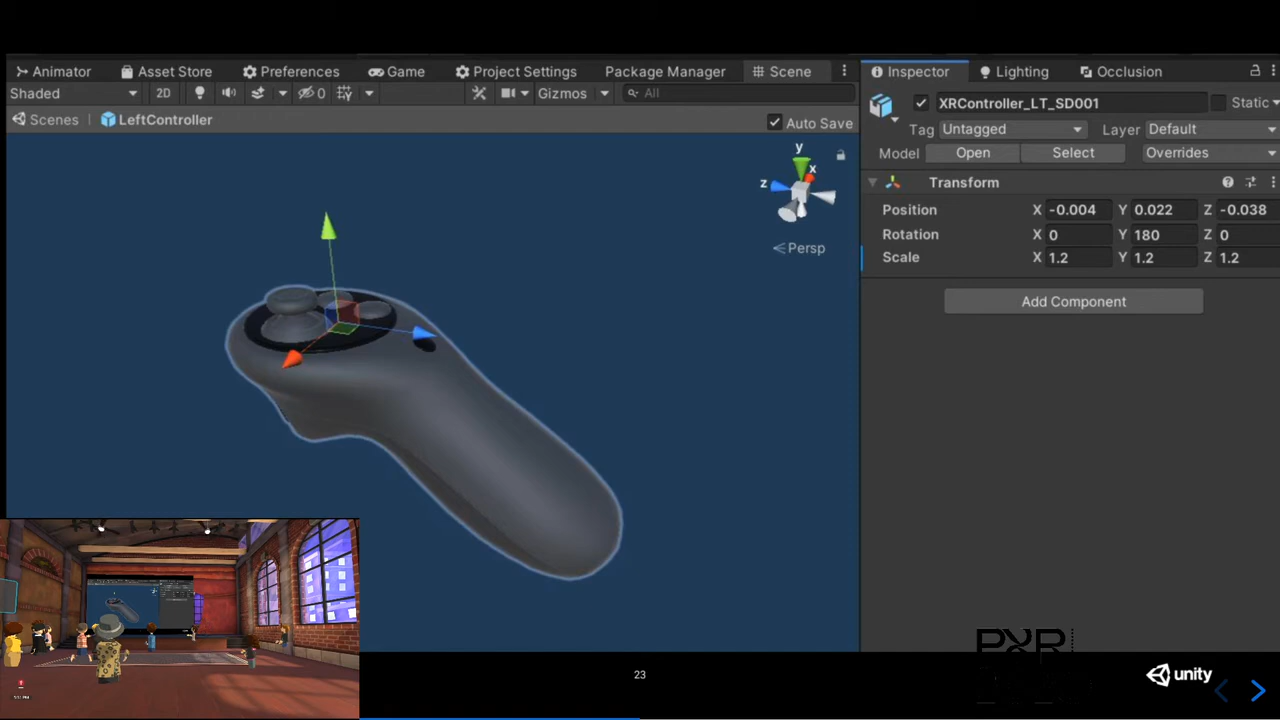 Animator Asset Store Preferences Game Project Settings Package Manager Scene Inspector Lighting Occlusion
Shaded 2D 0 Gizmos All
XRController_LT_SD001 Static
Scenes LeftController Auto Save
Tag Untagged Layer Default
Model Open Select Overrides
y
x
z
Persp
Transform
Position X -0.004 Y 0.022 Z -0.038
Rotation X 0 Y 180 Z 0
Scale X 1.2 Y 1.2 Z 1.2
Add Component
PXR
23
unity